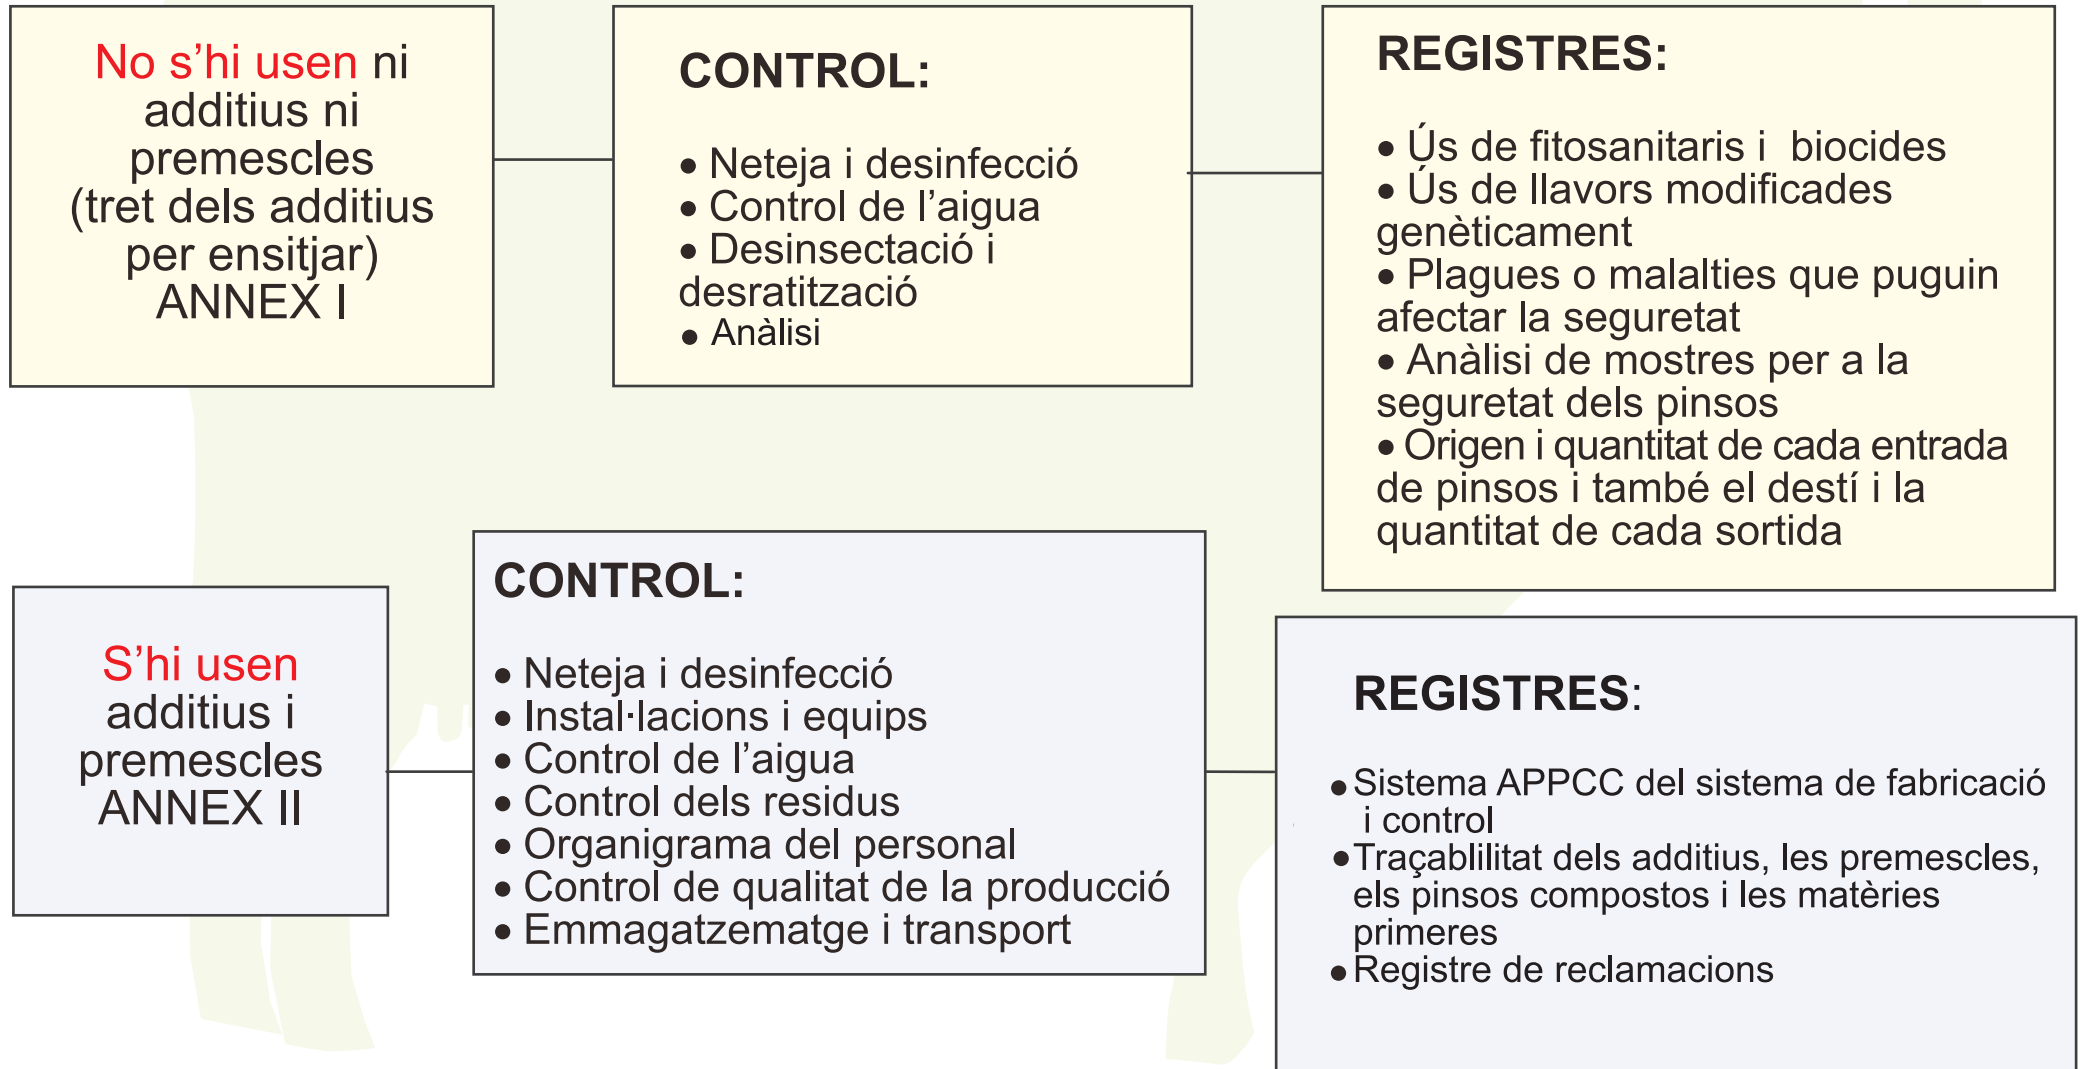 No s’hi usen ni
additius ni
premescles
(tret dels additius
per ensitjar)
ANNEX I
CONTROL:
• Neteja i desinfecció
• Control de l’aigua
• Desinsectació i
desratització
• Anàlisi
REGISTRES:
• Ús de fitosanitaris i biocides
• Ús de llavors modificades
genèticament
• Plagues o malalties que puguin
afectar la seguretat
• Anàlisi de mostres per a la
seguretat dels pinsos
• Origen i quantitat de cada entrada
de pinsos i també el destí i la
quantitat de cada sortida
S’hi usen
additius i
premescles
ANNEX II
CONTROL:
• Neteja i desinfecció
• Instal·lacions i equips
• Control de l’aigua
• Control dels residus
• Organigrama del personal
• Control de qualitat de la producció
• Emmagatzematge i transport
REGISTRES:
• Sistema APPCC del sistema de fabricació
i control
• Traçablilitat dels additius, les premescles,
els pinsos compostos i les matèries
primeres
• Registre de reclamacions